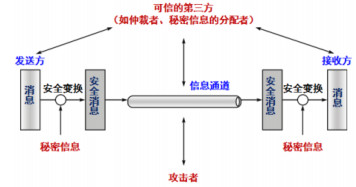 可信的第三方
(如仲裁者、秘密信息的分配者)
发送方
接收方
消息
安全变换
安全消息
信息通道
安全消息
安全变换
消息
秘密信息
秘密信息
攻击者